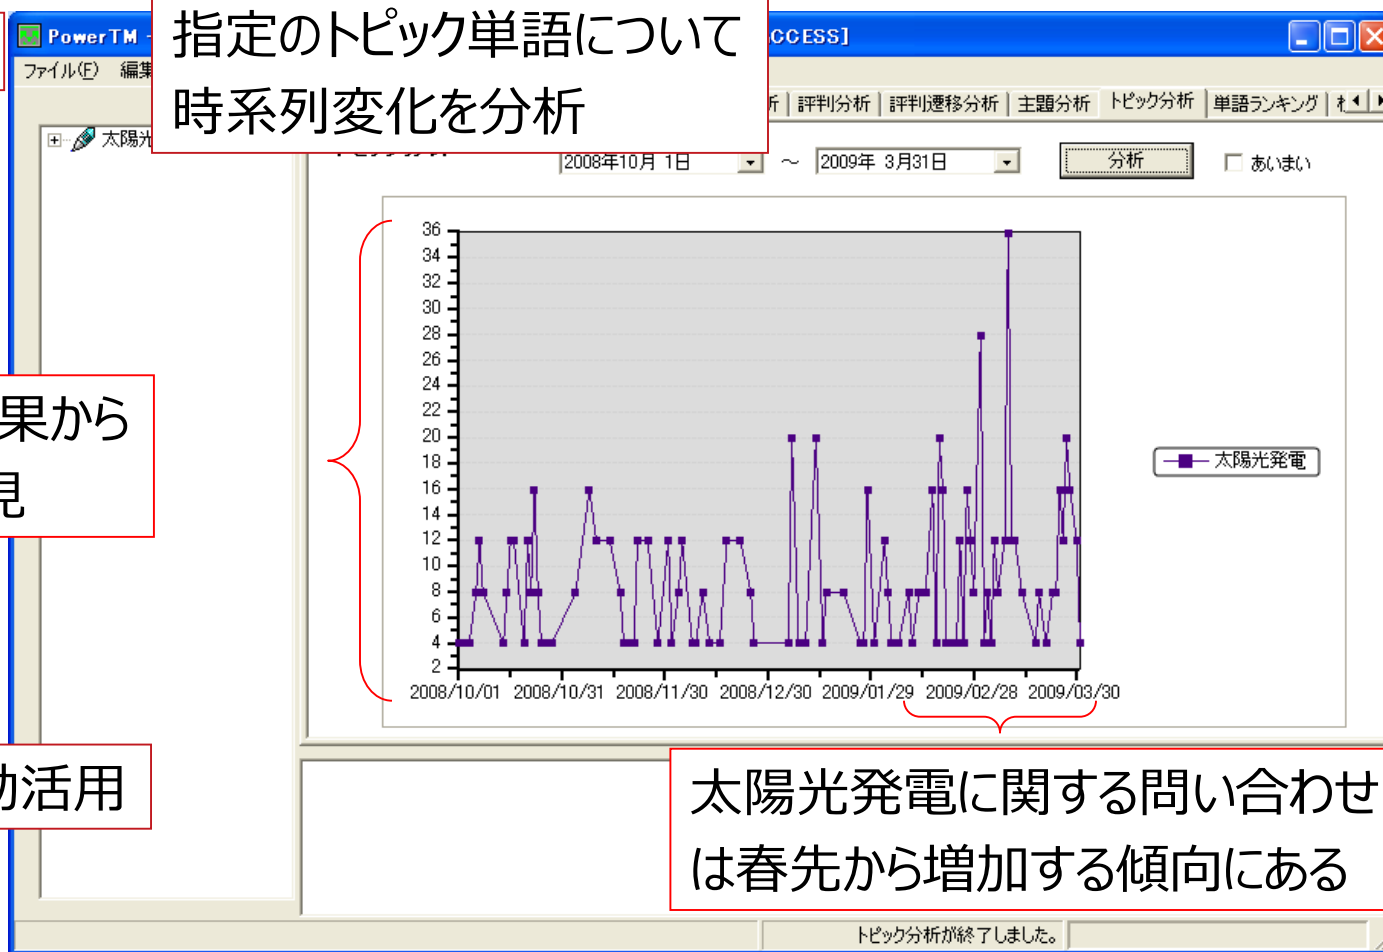 PowerTM -
CCESS]
指定のトピック単語について
時系列変化を分析
ファイル(F) 編集
析 評判分析 評判遷移分析 主題分析 トピック分析 単語ランキング
太陽光
2008年10月 1日 ～ 2009年 3月31日 分析 あいまい
36
34
32
30
28
26
24
22
20
18
16
14
12
10
8
6
4
2
太陽光発電
2008/10/01 2008/10/31 2008/11/30 2008/12/30 2009/01/29 2009/02/28 2009/03/30
果から
見
活用
太陽光発電に関する問い合わせ
は春先から増加する傾向にある
トピック分析が終了しました。